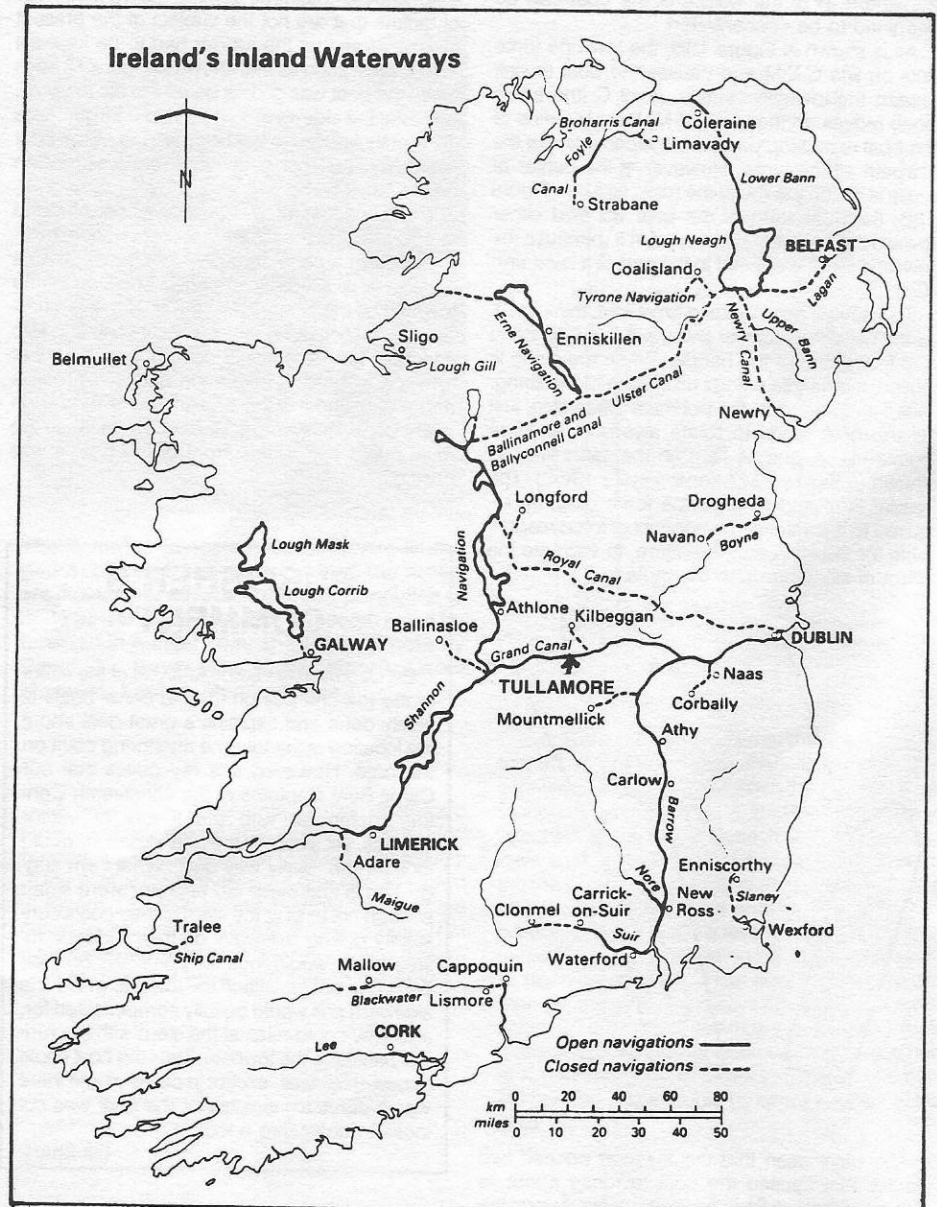 Ireland's Inland Waterways
N
Broharris Canal
Coleraine
Limavady
Foyle
Canal
Strabane
Lower Bann
Lough Neagh
BELFAST
Coalisland
Lagan
Tyrone Navigation
Upper Bann
Newry Canal
Erne Navigation
Enniskillen
Sligo
Lough Gill
Belmullet
Ulster Canal
Newry
Ballinamore and
Ballyconnell Canal
Longford
Drogheda
Navan
Boyne
Lough Mask
Navigation
Royal Canal
Lough Corrib
Athlone
Kilbeggan
Ballinasloe
GALWAY
Grand Canal
DUBLIN
Naas
TULLAMORE
Corbally
Shannon
Mountmellick
Athy
Carlow
Barrow
LIMERICK
Adare
Enniscorthy
Maigue
Nore
Carrick-
on-Suir
New
Ross
Slaney
Clonmel
Wexford
Tralee
Suir
Ship Canal
Waterford
Mallow
Cappoquin
Blackwater
Lismore
CORK
Lee
Open navigations
Closed navigations
km
0 20 40 60 80
miles
0 10 20 30 40 50